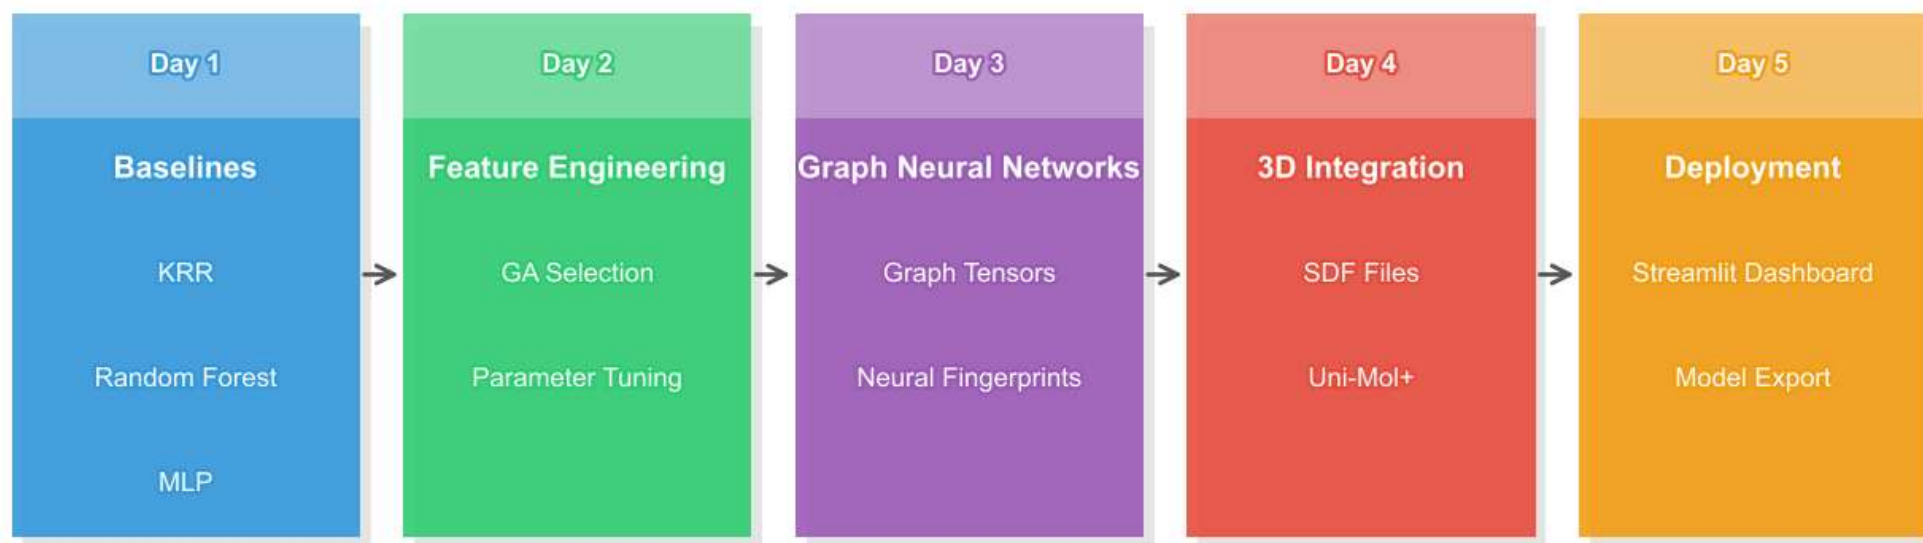 Day 1
Baselines
KRR
Random Forest
MLP
Day 2
Feature Engineering
GA Selection
Parameter Tuning
Day 3
Graph Neural Networks
Graph Tensors
Neural Fingerprints
Day 4
3D Integration
SDF Files
Uni-Mol+
Day 5
Deployment
Streamlit Dashboard
Model Export